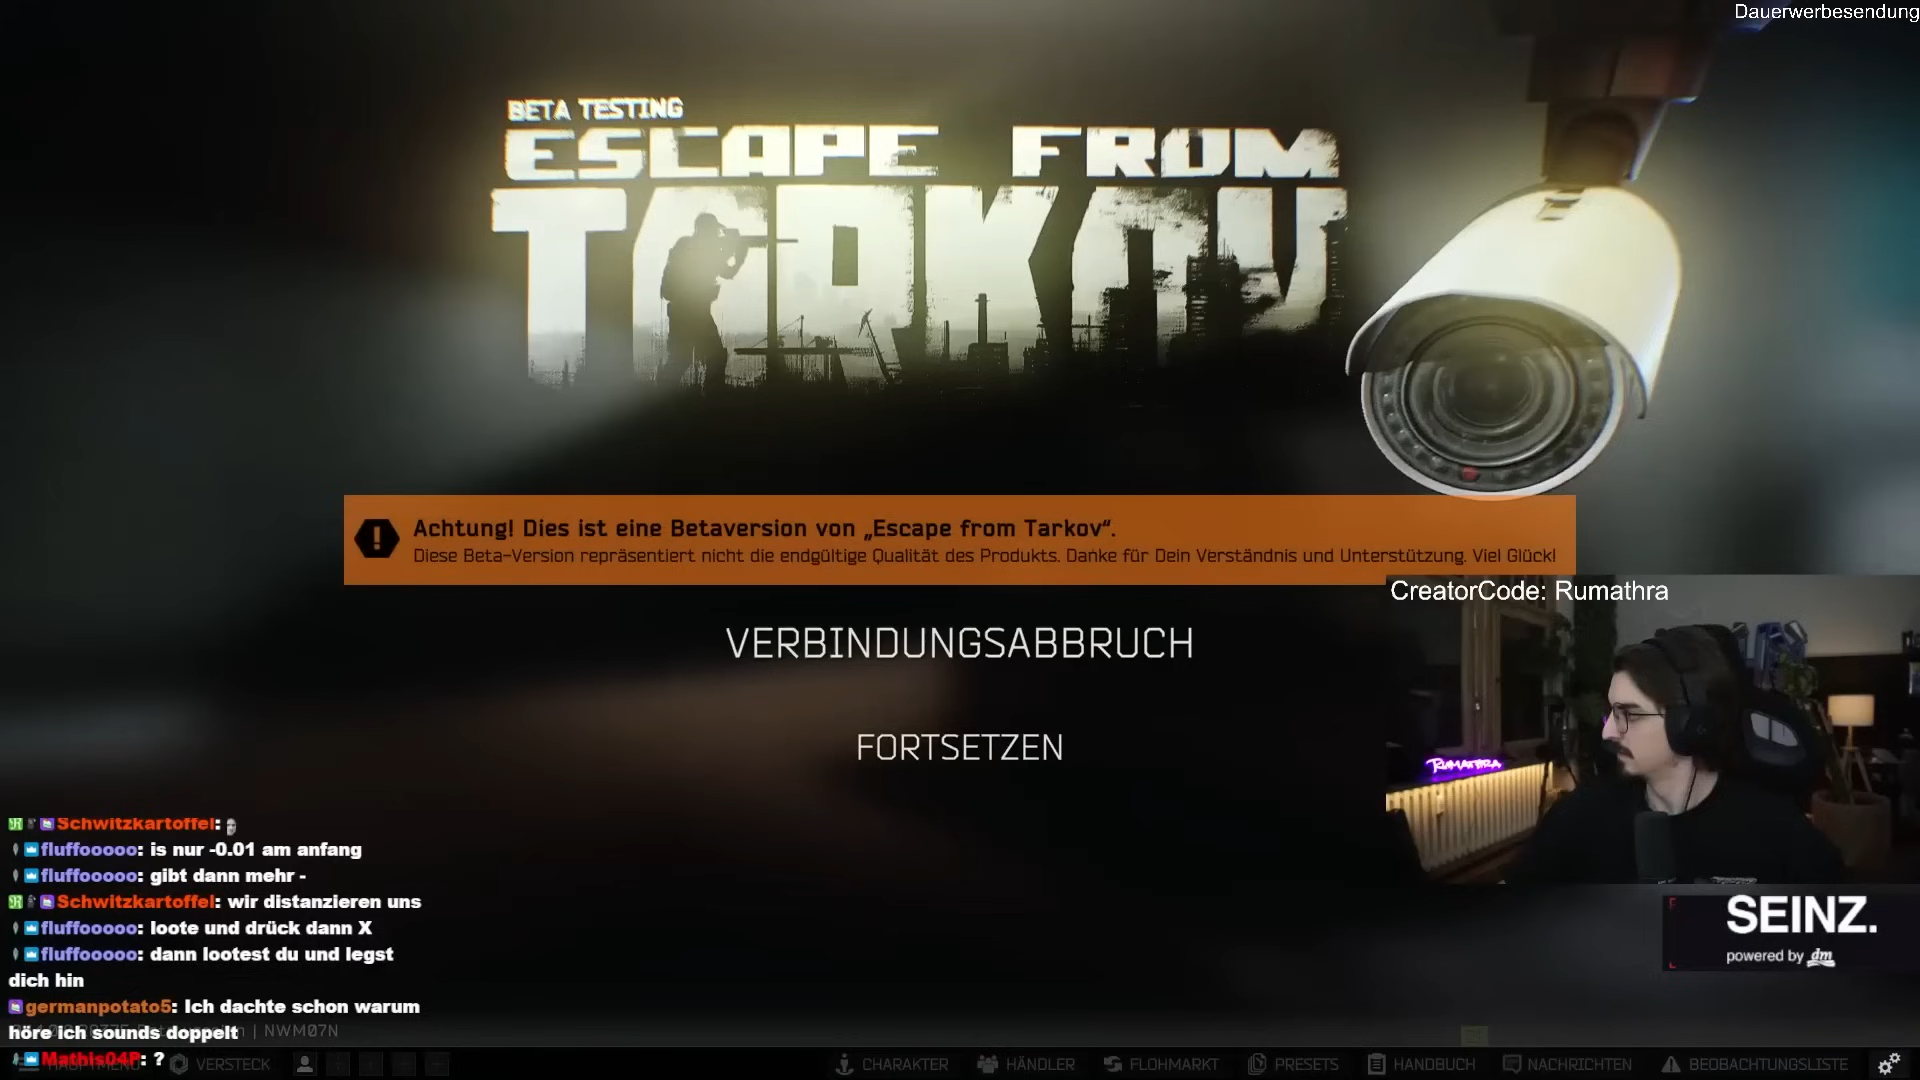 Dauerwerbesendung
BETA TESTING
ESCAPE FROM
TARKOV
Achtung! Dies ist eine Betaversion von „Escape from Tarkov“.
Diese Beta-Version repräsentiert nicht die endgültige Qualität des Produkts. Danke für Dein Verständnis und Unterstützung. Viel Glück!
CreatorCode: Rumathra
VERBINDUNGSABBRUCH
FORTSETZEN
RUMATHRA
Schwitzkartoffel:
fluffooooo: is nur -0.01 am anfang
fluffooooo: gibt dann mehr -
Schwitzkartoffel: wir distanzieren uns
fluffooooo: loote und drück dann X
fluffooooo: dann lootest du und legst
dich hin
germanpotato5: Ich dachte schon warum
höre ich sounds doppelt
| NWM07N
Mathis04P: ?
SEINZ.
powered by dm
HAUPTMENÜ
VERSTECK
CHARAKTER
HÄNDLER
FLOHMARKT
PRESETS
HANDBUCH
NACHRICHTEN
BEOBACHTUNGSLISTE